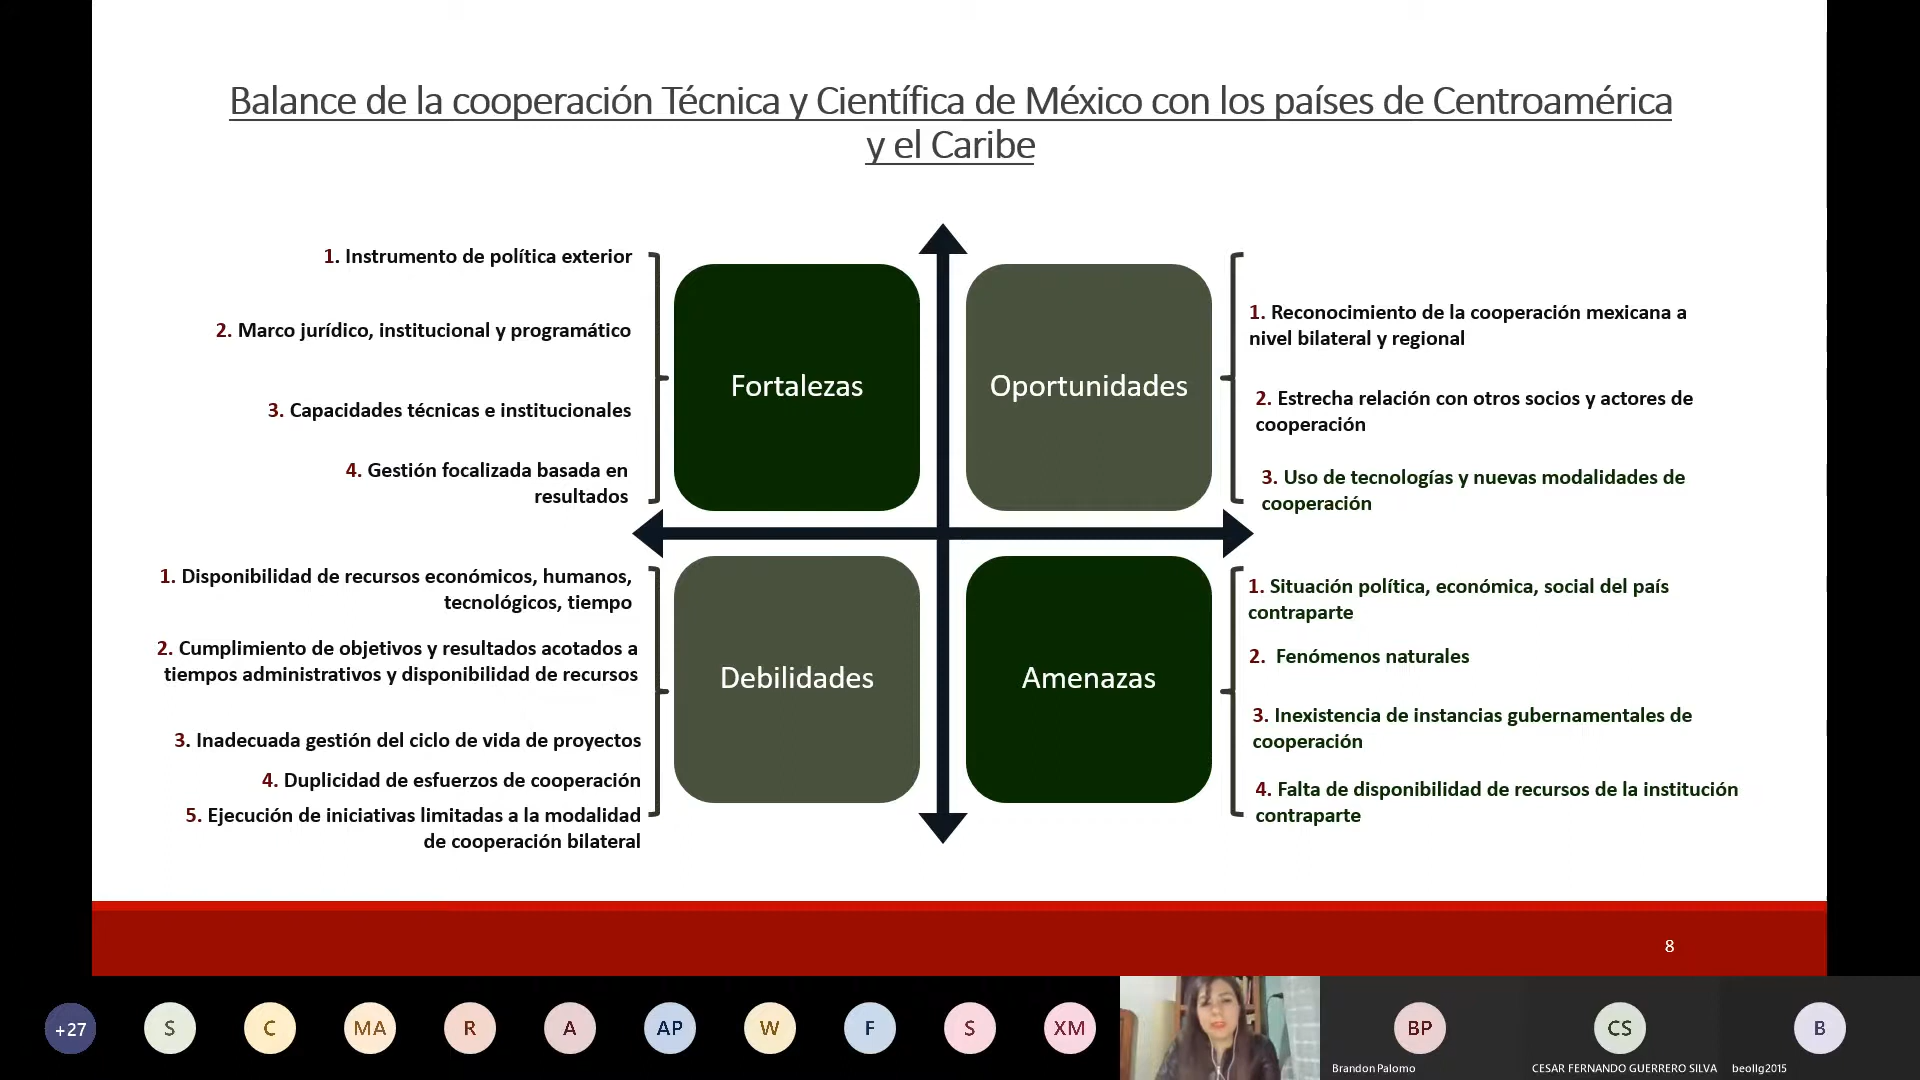 Balance de la cooperación Técnica y Científica de México con los países de Centroamérica
y el Caribe
1. Instrumento de política exterior
2. Marco jurídico, institucional y programático
3. Capacidades técnicas e institucionales
4. Gestión focalizada basada en
resultados
Fortalezas
Oportunidades
1. Reconocimiento de la cooperación mexicana a
nivel bilateral y regional
2. Estrecha relación con otros socios y actores de
cooperación
3. Uso de tecnologías y nuevas modalidades de
cooperación
1. Disponibilidad de recursos económicos, humanos,
tecnológicos, tiempo
2. Cumplimiento de objetivos y resultados acotados a
tiempos administrativos y disponibilidad de recursos
3. Inadecuada gestión del ciclo de vida de proyectos
4. Duplicidad de esfuerzos de cooperación
5. Ejecución de iniciativas limitadas a la modalidad
de cooperación bilateral
Debilidades
Amenazas
1. Situación política, económica, social del país
contraparte
2. Fenómenos naturales
3. Inexistencia de instancias gubernamentales de
cooperación
4. Falta de disponibilidad de recursos de la institución
contraparte
8
+27 S C MA R A AP W F S XM BP CS B
Brandon Palomo CESAR FERNANDO GUERRERO SILVA beollg2015